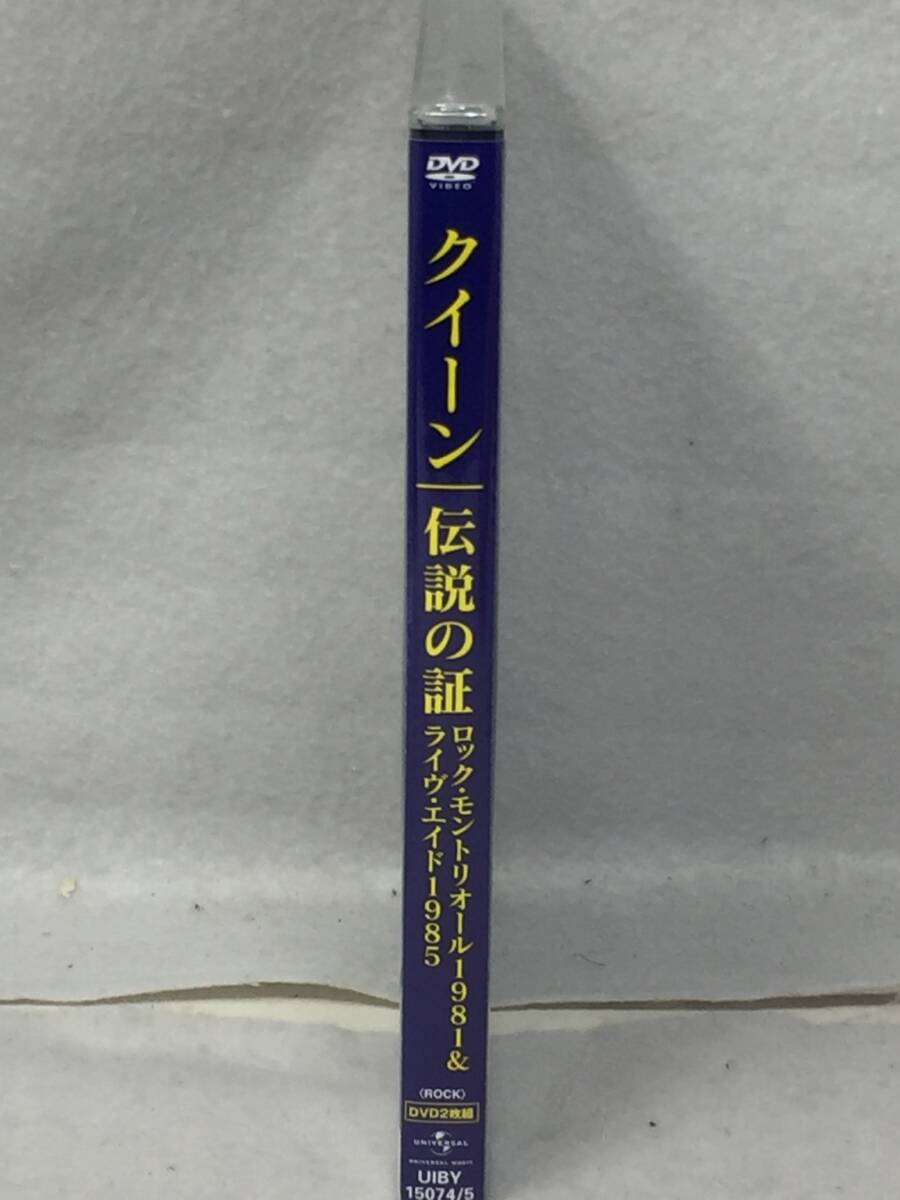 DVD
VIDEO
クイーン
伝説の証
ロック・モントリオール1981&
ライヴ・エイド1985
〈ROCK〉
DVD2枚組
UNIVERSAL
UNIVERSAL MUSIC
UIBY
15074/5